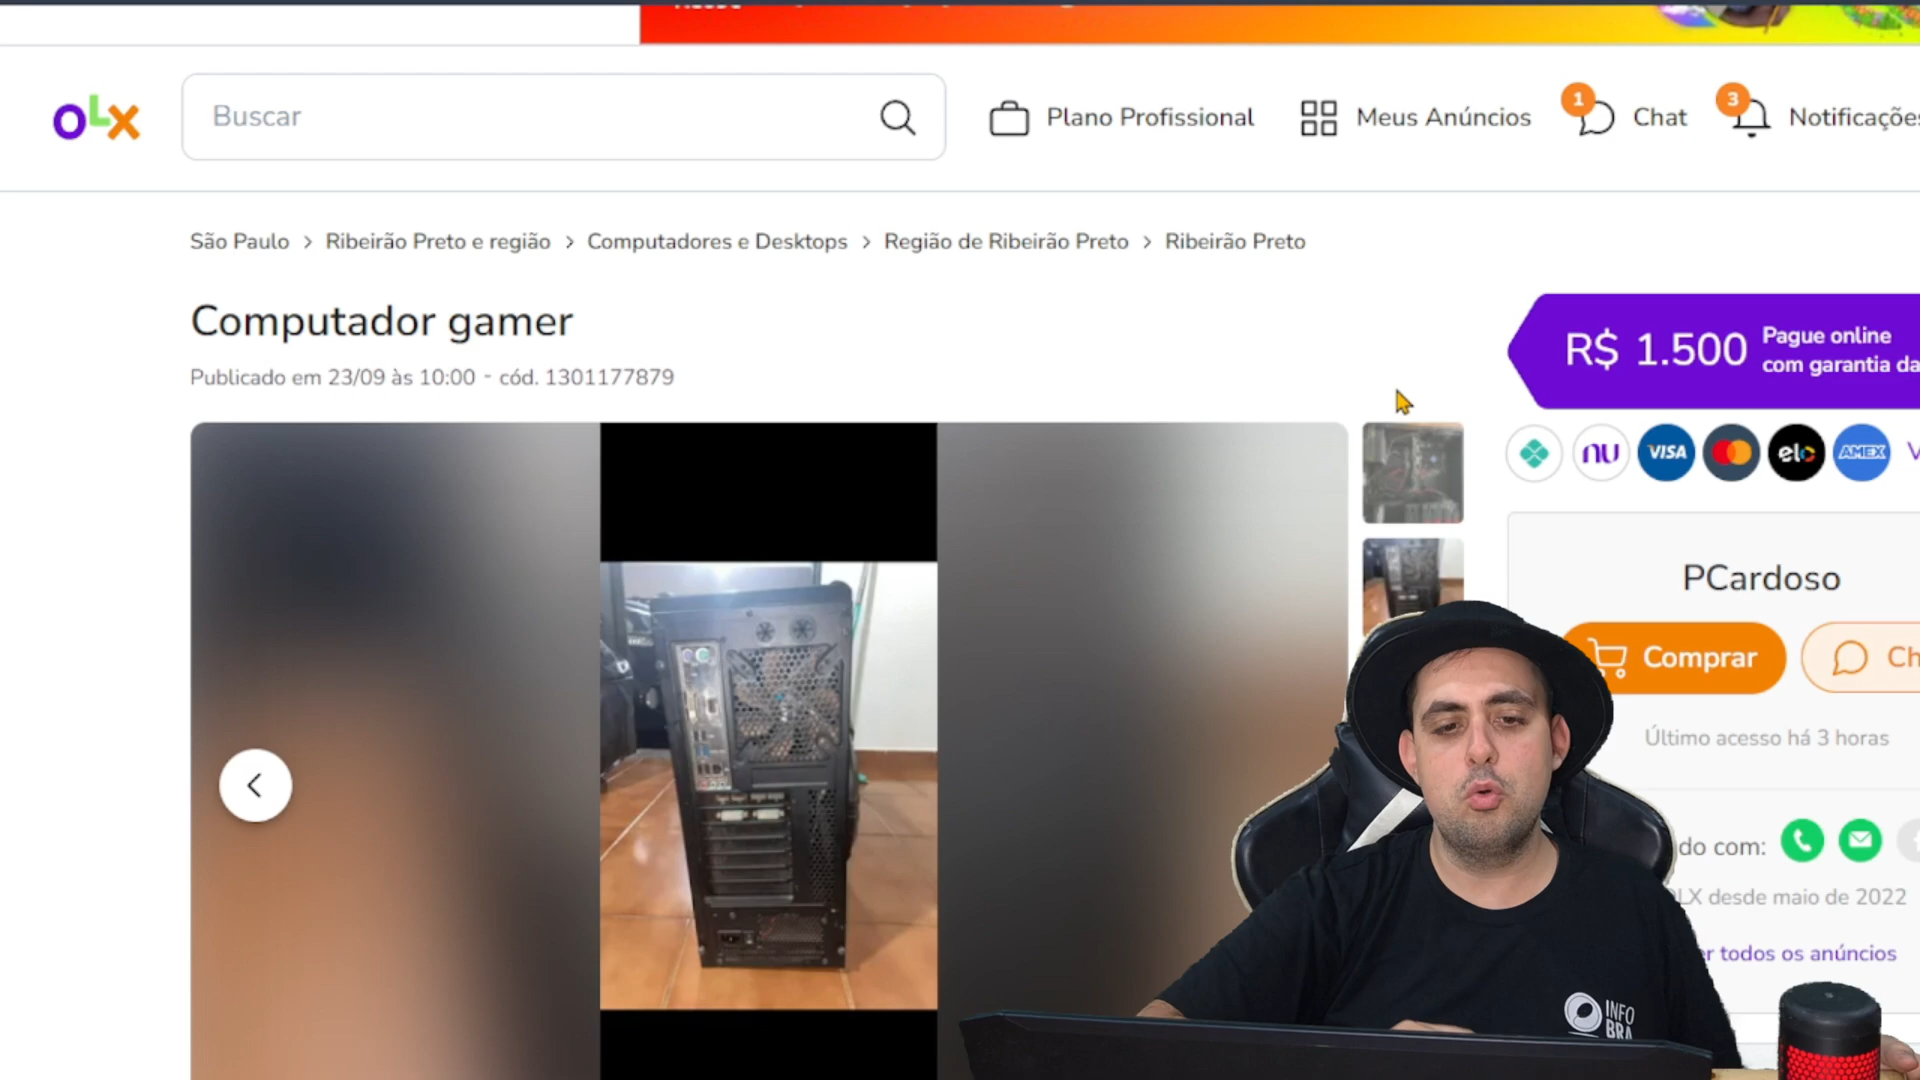 OLX
Buscar
Plano Profissional
Meus Anúncios
1
Chat
3
Notificações
São Paulo > Ribeirão Preto e região > Computadores e Desktops > Região de Ribeirão Preto > Ribeirão Preto
Computador gamer
Publicado em 23/09 às 10:00 - cód. 1301177879
R$ 1.500
Pague online
com garantia da
VISA
elo
AMEX
PCardoso
Comprar
Ch
Último acesso há 3 horas
do com:
OLX desde maio de 2022
er todos os anúncios
INFO
BRA